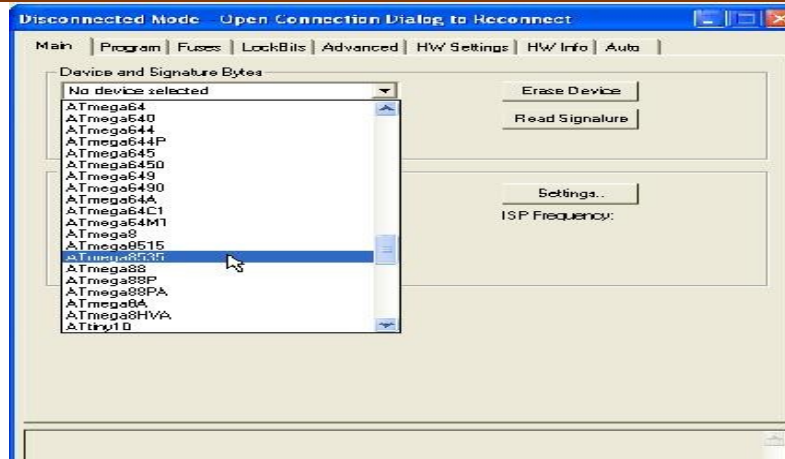 Disconnected Mode - Open Connection Dialog to Reconnect
Main Program Fuses LockBits Advanced HW Settings HW Info Auto
Device and Signature Bytes
No device selected
Erase Device
Read Signature
ATmega64
ATmega640
ATmega644
ATmega644P
ATmega645
ATmega6450
ATmega649
ATmega6490
ATmega64A
ATmega64C1
ATmega64M1
ATmega8
ATmega8515
ATmega8535
ATmega88
ATmega88P
ATmega88PA
ATmega8A
ATmega8HVA
ATtiny10
Settings..
ISP Frequency: